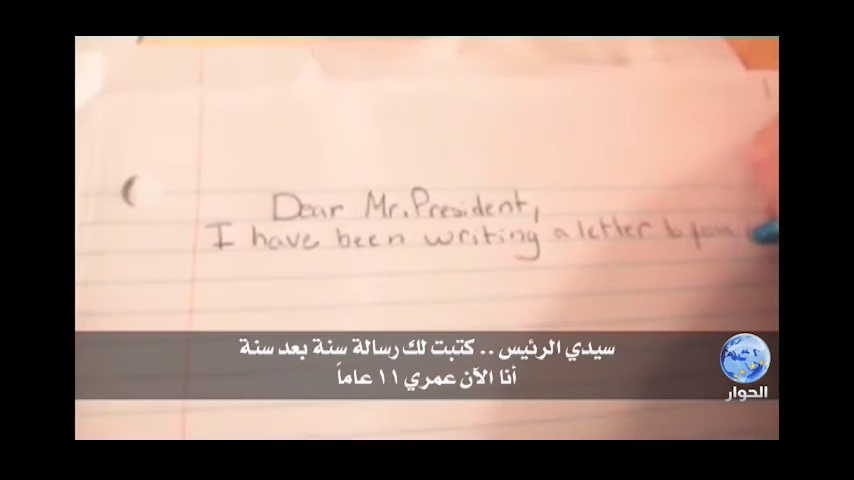 Dear Mr. President,
I have been writing a letter to you
سيدي الرئيس .. كتبت لك رسالة سنة بعد سنة
أنا الآن عمري ١١ عاماً
الحوار